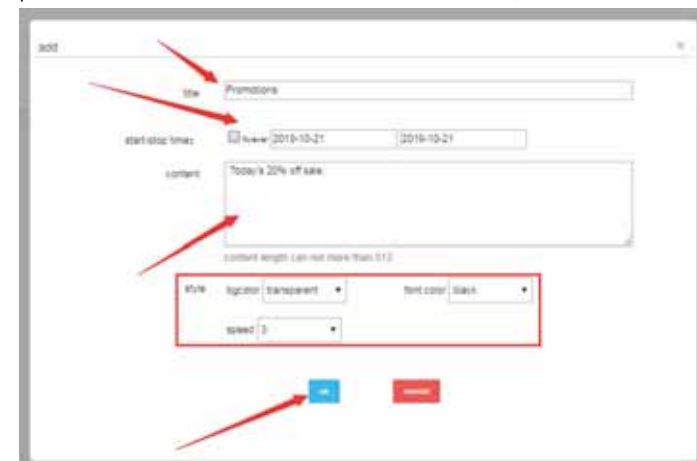 add
title Promotions
start-stop times forever 2019-10-21 2019-10-21
content Today's 20% off sale.
content length can not more than 512
style bgcolor transparent font color black
speed 3
ok cancel